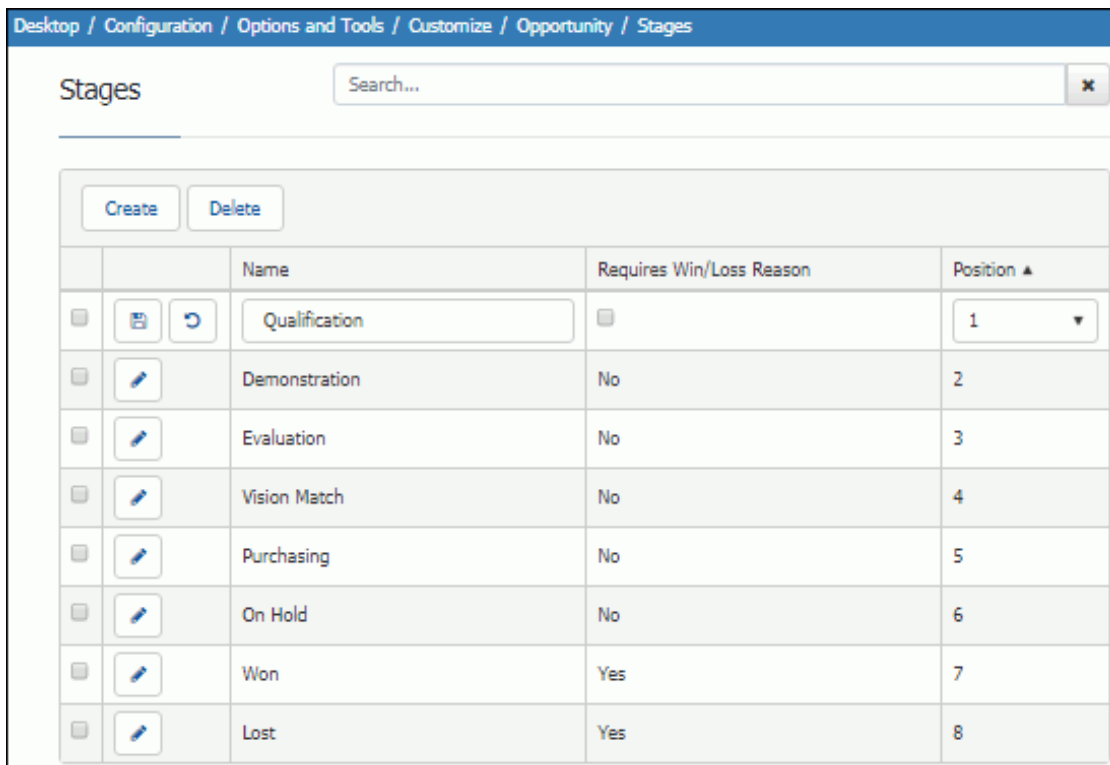 Desktop / Configuration / Options and Tools / Customize / Opportunity / Stages
Stages Search...
Create Delete
Name Requires Win/Loss Reason Position
Qualification 1
Demonstration No 2
Evaluation No 3
Vision Match No 4
Purchasing No 5
On Hold No 6
Won Yes 7
Lost Yes 8